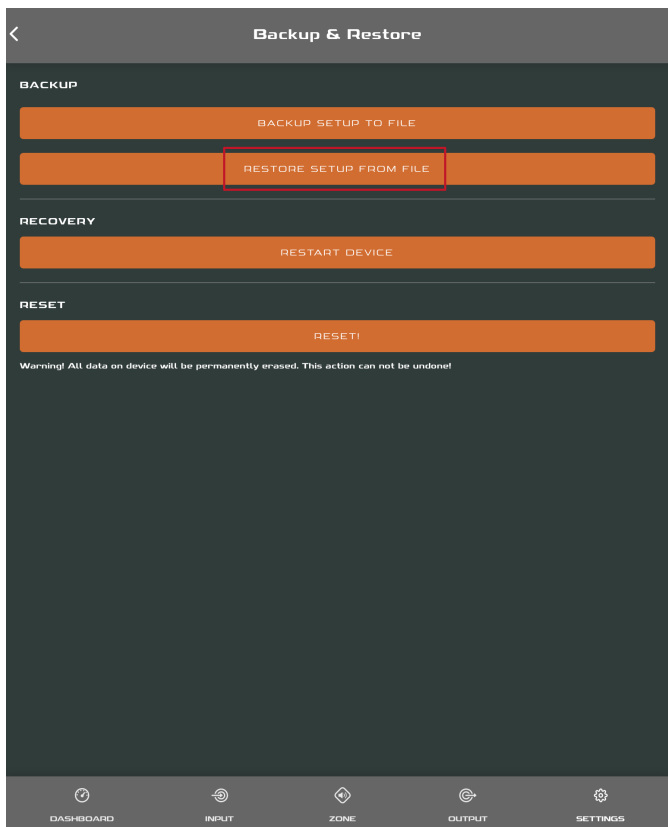 Backup & Restore
BACKUP
BACKUP SETUP TO FILE
RESTORE SETUP FROM FILE
RECOVERY
RESTART DEVICE
RESET
RESET!
Warning! All data on device will be permanently erased. This action can not be undone!
DASHBOARD
INPUT
ZONE
OUTPUT
SETTINGS